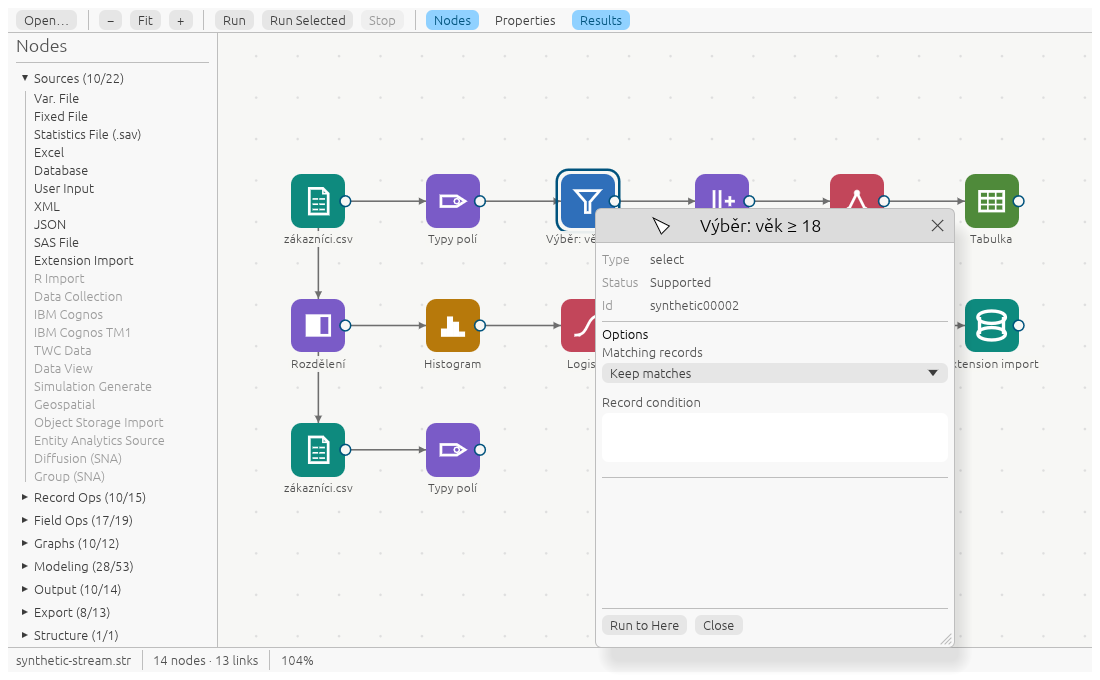 Open... – Fit + Run Run Selected Stop Nodes Properties Results
Nodes
Sources (10/22)
Var. File
Fixed File
Statistics File (.sav)
Excel
Database
User Input
XML
JSON
SAS File
Extension Import
R Import
Data Collection
IBM Cognos
IBM Cognos TM1
TWC Data
Data View
Simulation Generate
Geospatial
Object Storage Import
Entity Analytics Source
Diffusion (SNA)
Group (SNA)
Record Ops (10/15)
Field Ops (17/19)
Graphs (10/12)
Modeling (28/53)
Output (10/14)
Export (8/13)
Structure (1/1)
zákazníci.csv
Typy polí
Výběr: vě
Tabulka
Rozdělení
Histogram
Logis
tension import
zákazníci.csv
Typy polí
Výběr: věk ≥ 18
Type select
Status Supported
Id synthetic00002
Options
Matching records
Keep matches
Record condition
Run to Here Close
synthetic-stream.str 14 nodes · 13 links 104%